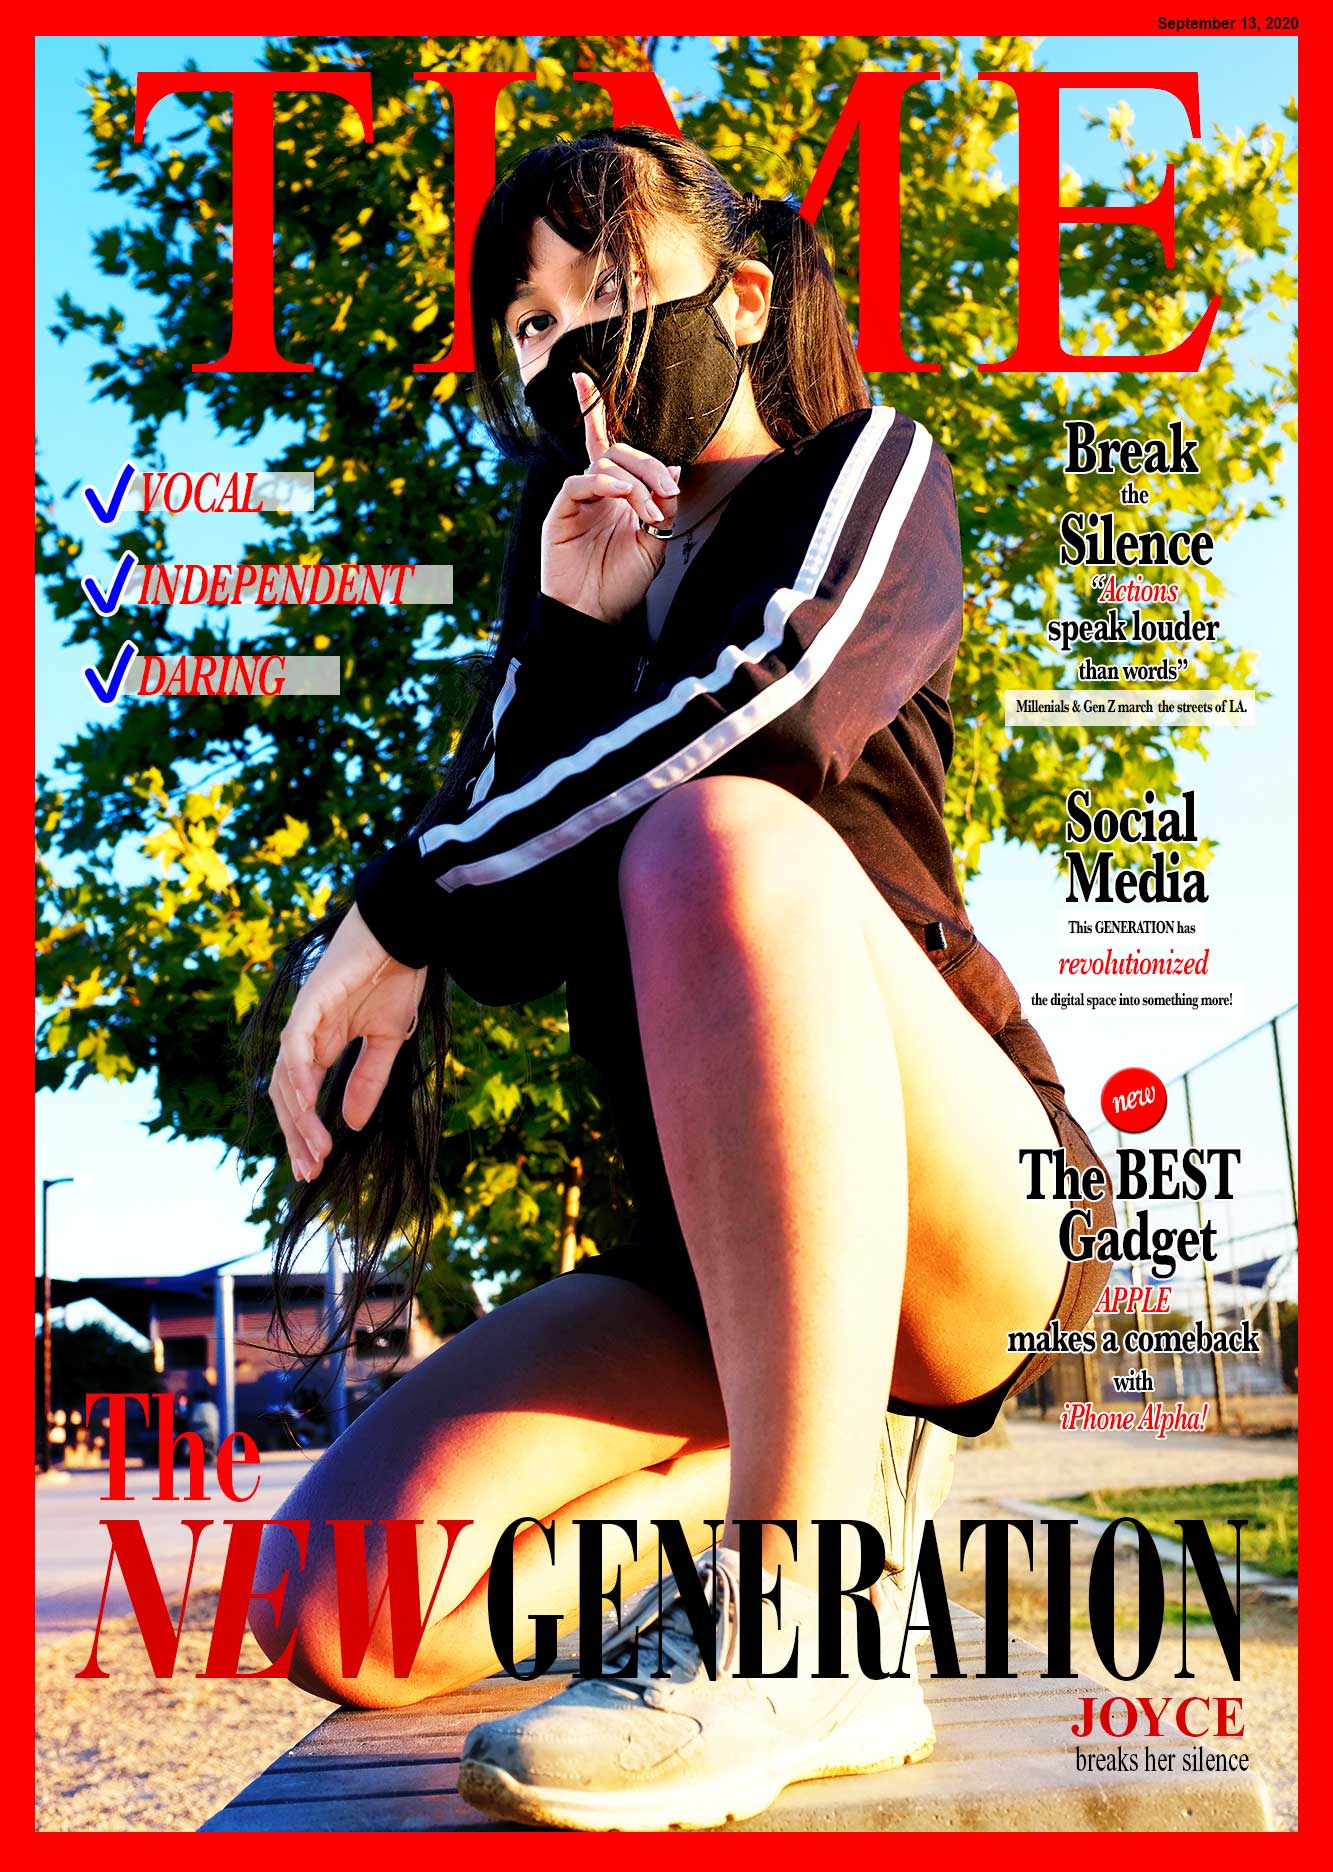 September 13, 2020
TIME
VOCAL
INDEPENDENT
DARING
Break
the
Silence
“Actions
speak louder
than words”
Millenials & Gen Z march the streets of LA.
Social
Media
This GENERATION has
revolutionized
the digital space into something more!
new
The BEST
Gadget
APPLE
makes a comeback
with
iPhone Alpha!
The
NEW GENERATION
JOYCE
breaks her silence